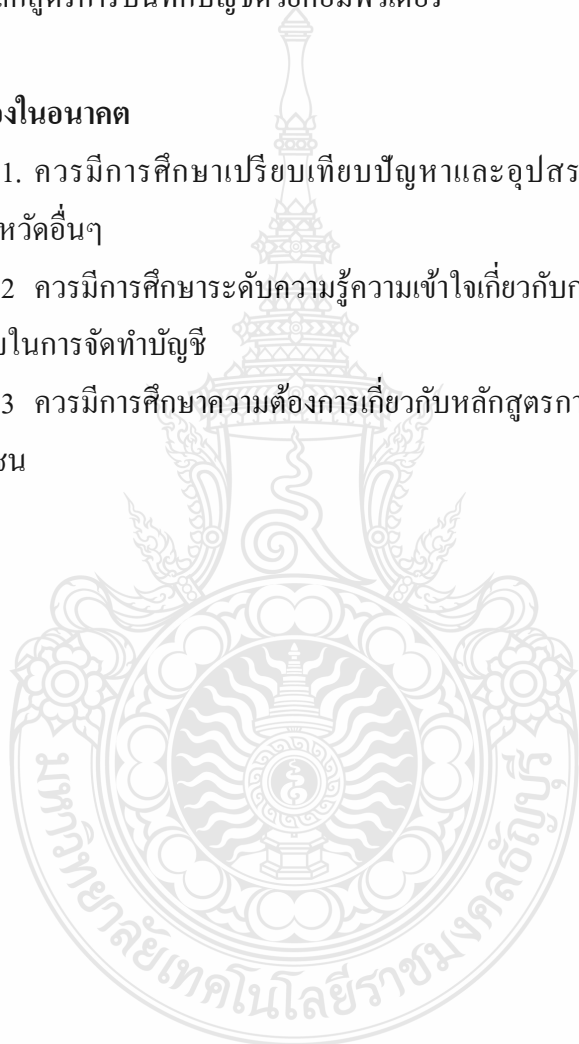 องในอนาคต
1. ควรมีการศึกษาเปรียบเทียบปัญหาและอุปสร
หวัดอื่นๆ
2 ควรมีการศึกษาระดับความรู้ความเข้าใจเกี่ยวกับก
ในการจัดทำบัญชี
3 ควรมีการศึกษาความต้องการเกี่ยวกับหลักสูตรกา
ชน
มหาวิทยาลัยเทคโนโลยีราชมงคลธัญบุรี